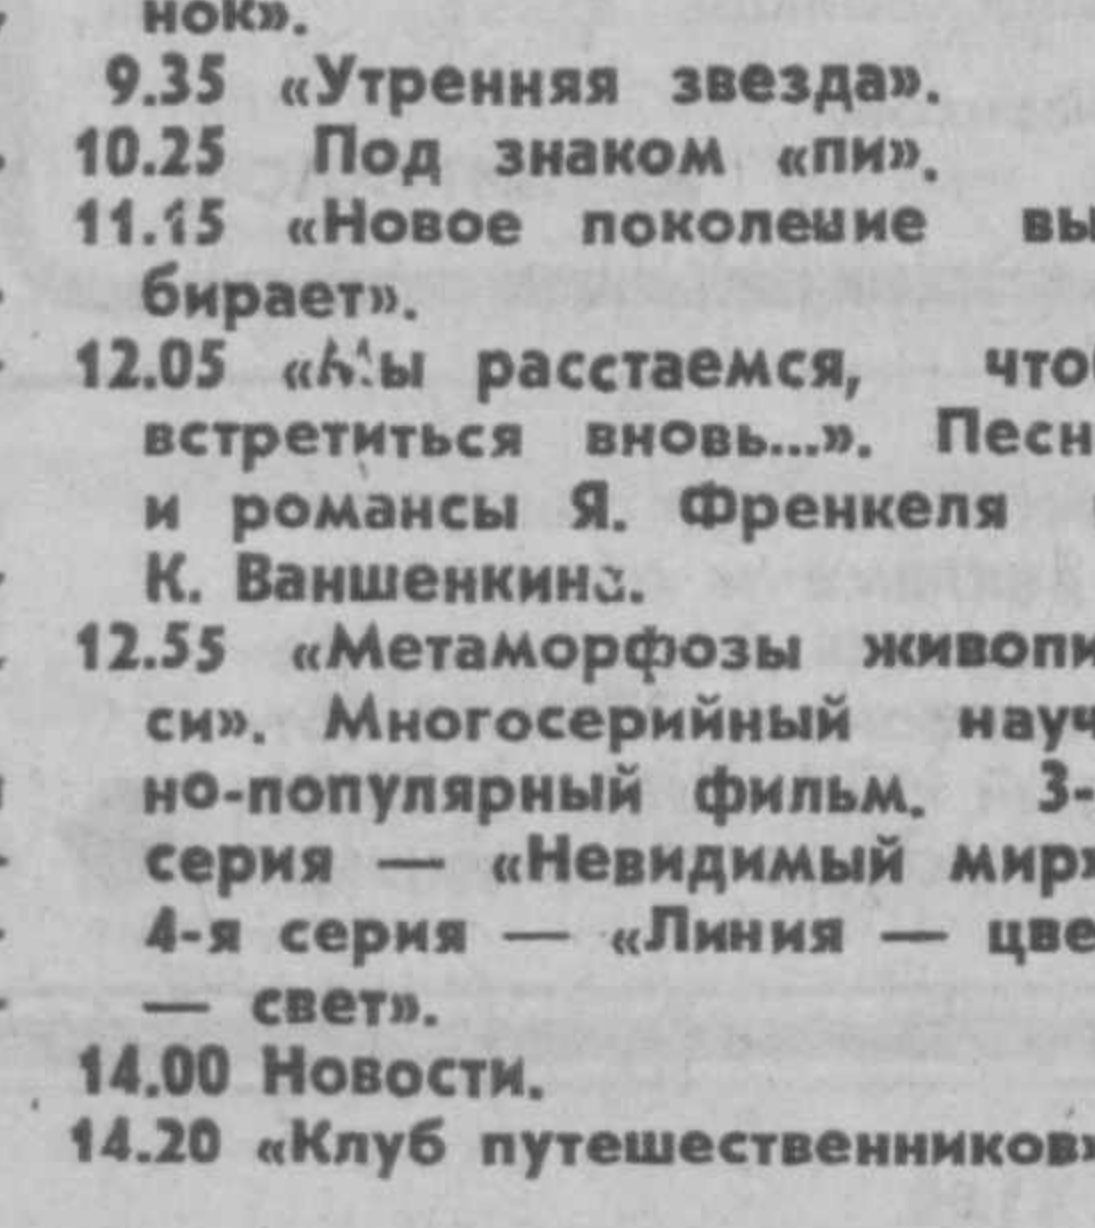 нок».
9.35 «Утренняя звезда».
10.25 Под знаком «пи».
11.15 «Новое поколение вы
бирает».
12.05 «Мы расстаемся, чтоб
встретиться вновь...». Песн
и романсы Я. Френкеля
К. Ваншенкина.
12.55 «Метаморфозы живопи
си». Многосерийный науч
но-популярный фильм. 3-
серия — «Невидимый мир»
4-я серия — «Линия — цве
— свет».
14.00 Новости.
14.20 «Клуб путешественников»